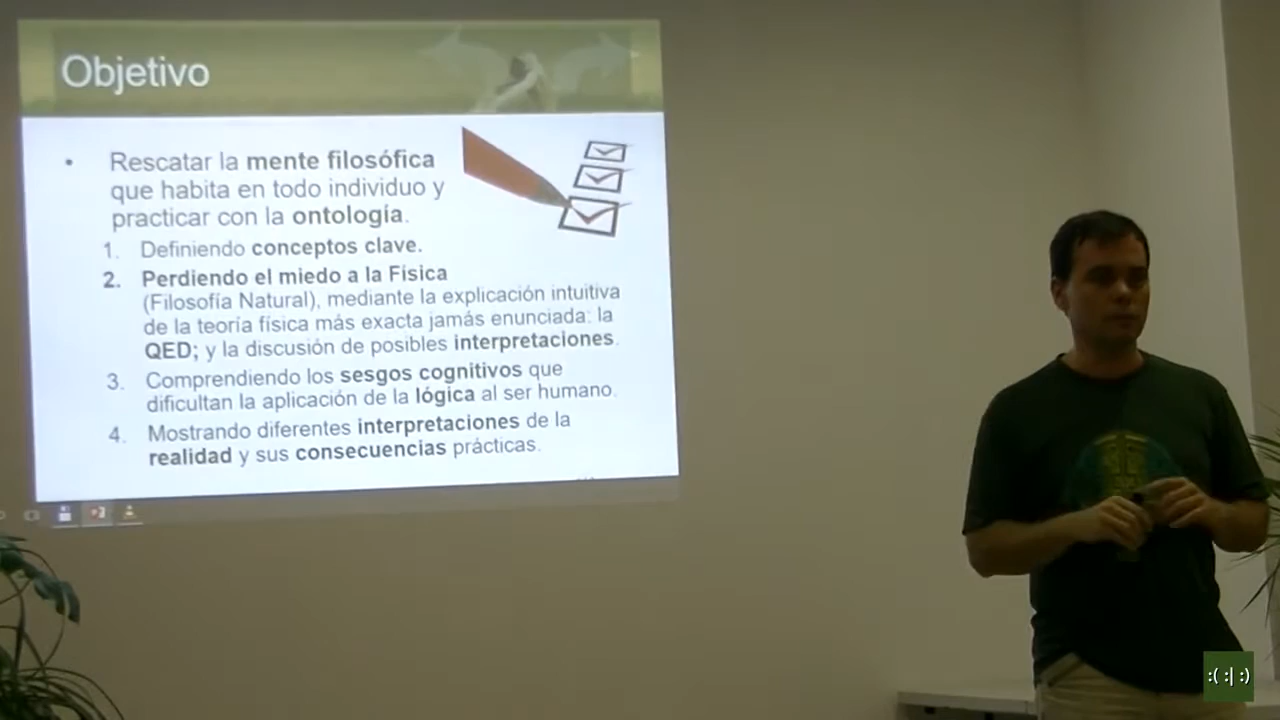 Objetivo
• Rescatar la mente filosófica
que habita en todo individuo y
practicar con la ontología.
1. Definiendo conceptos clave.
2. Perdiendo el miedo a la Física
(Filosofía Natural), mediante la explicación intuitiva
de la teoría física más exacta jamás enunciada: la
QED; y la discusión de posibles interpretaciones.
3. Comprendiendo los sesgos cognitivos que
dificultan la aplicación de la lógica al ser humano.
4. Mostrando diferentes interpretaciones de la
realidad y sus consecuencias prácticas.
:( :| :)